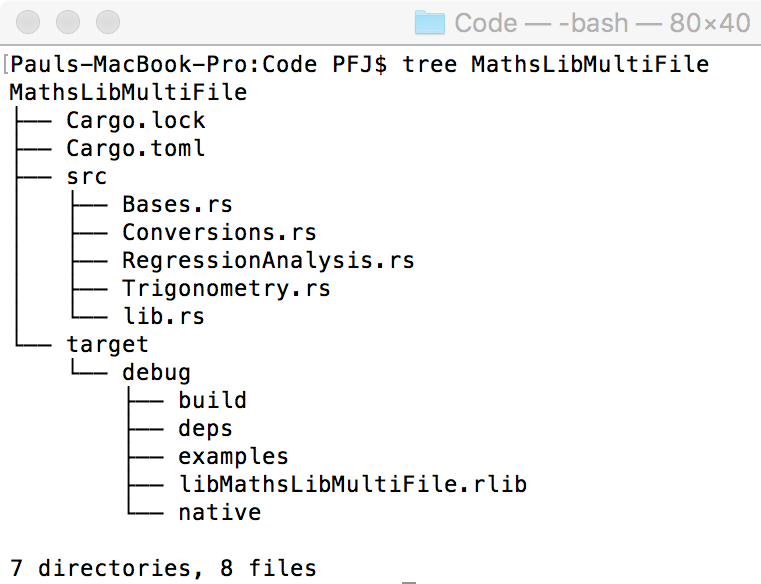 Code — -bash — 80×40
Pauls-MacBook-Pro:Code PFJ$ tree MathsLibMultiFile
MathsLibMultiFile
├── Cargo.lock
├── Cargo.toml
├── src
│   ├── Bases.rs
│   ├── Conversions.rs
│   ├── RegressionAnalysis.rs
│   ├── Trigonometry.rs
│   └── lib.rs
└── target
    └── debug
        ├── build
        ├── deps
        ├── examples
        ├── libMathsLibMultiFile.rlib
        └── native
7 directories, 8 files